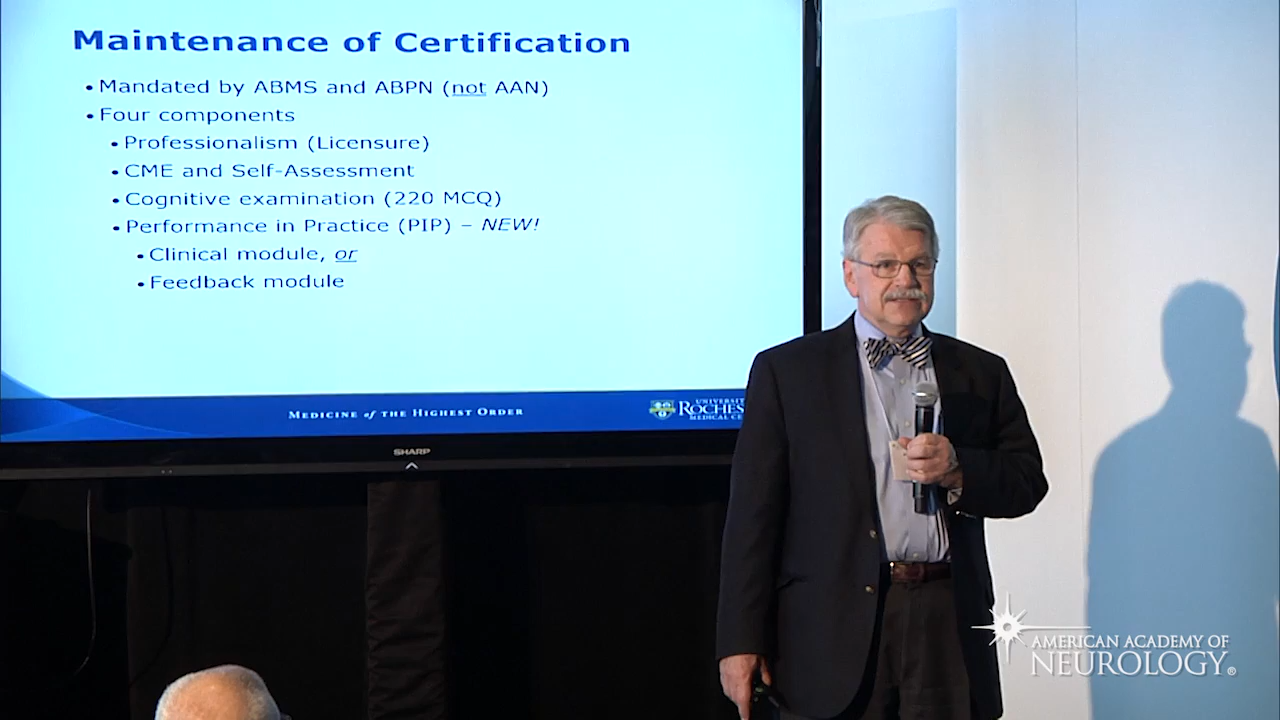 Maintenance of Certification
• Mandated by ABMS and ABPN (not AAN)
• Four components
• Professionalism (Licensure)
• CME and Self-Assessment
• Cognitive examination (220 MCQ)
• Performance in Practice (PIP) – NEW!
• Clinical module, or
• Feedback module
MEDICINE of THE HIGHEST ORDER
SHARP
AMERICAN ACADEMY OF
NEUROLOGY®